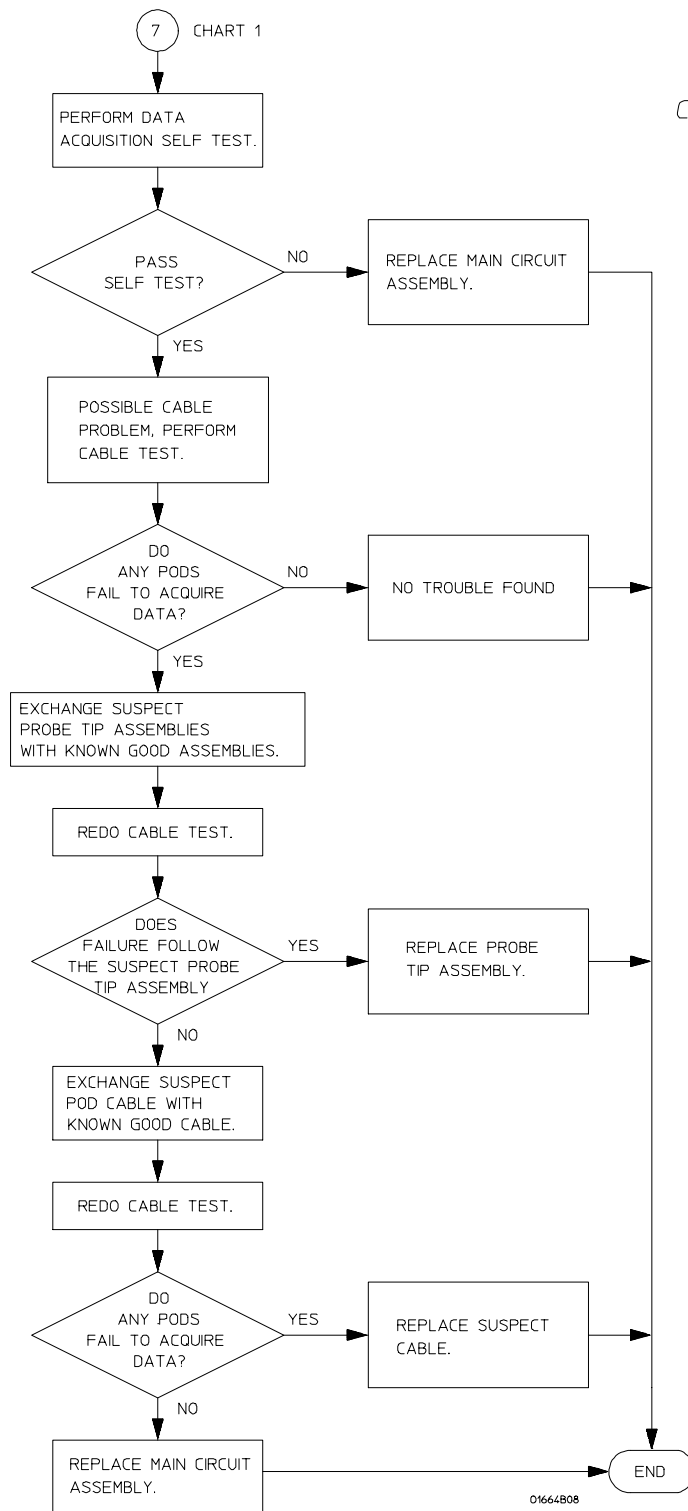 7 CHART 1
C
PERFORM DATA
ACQUISITION SELF TEST.
PASS
SELF TEST?
NO
REPLACE MAIN CIRCUIT
ASSEMBLY.
YES
POSSIBLE CABLE
PROBLEM, PERFORM
CABLE TEST.
DO
ANY PODS
FAIL TO ACQUIRE
DATA?
NO
NO TROUBLE FOUND
YES
EXCHANGE SUSPECT
PROBE TIP ASSEMBLIES
WITH KNOWN GOOD ASSEMBLIES.
REDO CABLE TEST.
DOES
FAILURE FOLLOW
THE SUSPECT PROBE
TIP ASSEMBLY
YES
REPLACE PROBE
TIP ASSEMBLY.
NO
EXCHANGE SUSPECT
POD CABLE WITH
KNOWN GOOD CABLE.
REDO CABLE TEST.
DO
ANY PODS
FAIL TO ACQUIRE
DATA?
YES
REPLACE SUSPECT
CABLE.
NO
REPLACE MAIN CIRCUIT
ASSEMBLY.
END
01664B08